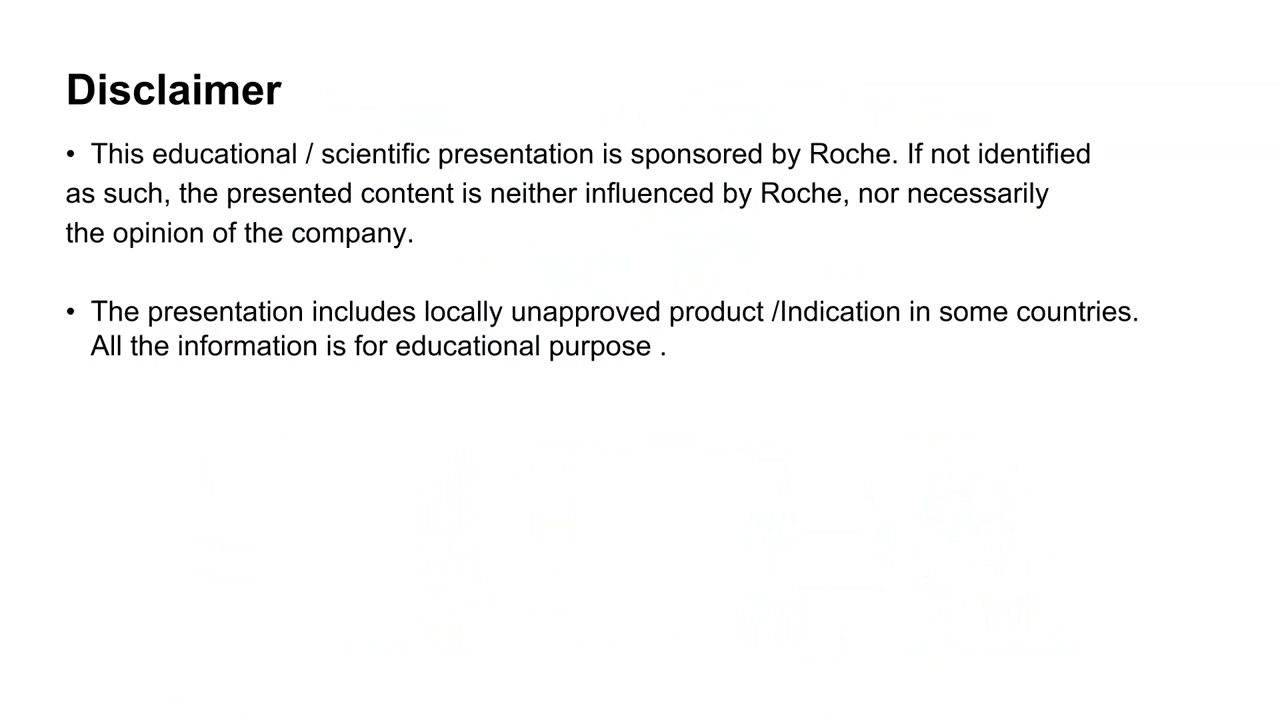 Disclaimer
• This educational / scientific presentation is sponsored by Roche. If not identified
as such, the presented content is neither influenced by Roche, nor necessarily
the opinion of the company.
• The presentation includes locally unapproved product /Indication in some countries.
All the information is for educational purpose .